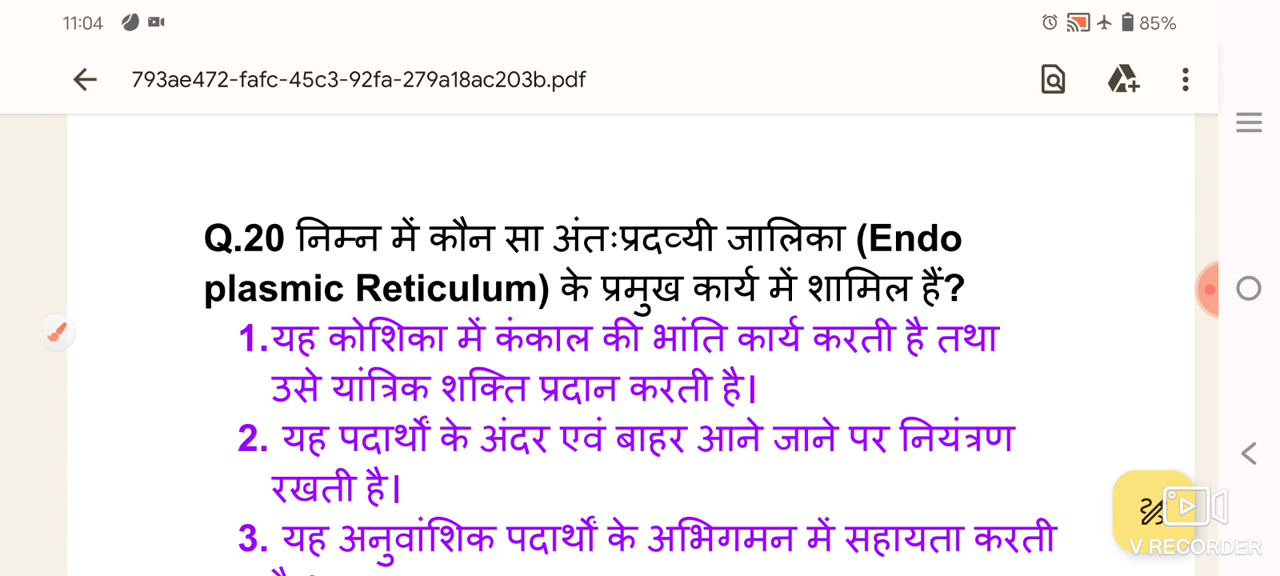 11:04
85%
793ae472-fafc-45c3-92fa-279a18ac203b.pdf
Q.20 निम्न में कौन सा अंतःप्रदव्यी जालिका (Endo
plasmic Reticulum) के प्रमुख कार्य में शामिल हैं?
1.यह कोशिका में कंकाल की भांति कार्य करती है तथा
उसे यांत्रिक शक्ति प्रदान करती है।
2. यह पदार्थों के अंदर एवं बाहर आने जाने पर नियंत्रण
रखती है।
3. यह अनुवांशिक पदार्थों के अभिगमन में सहायता करती
V RECORDER